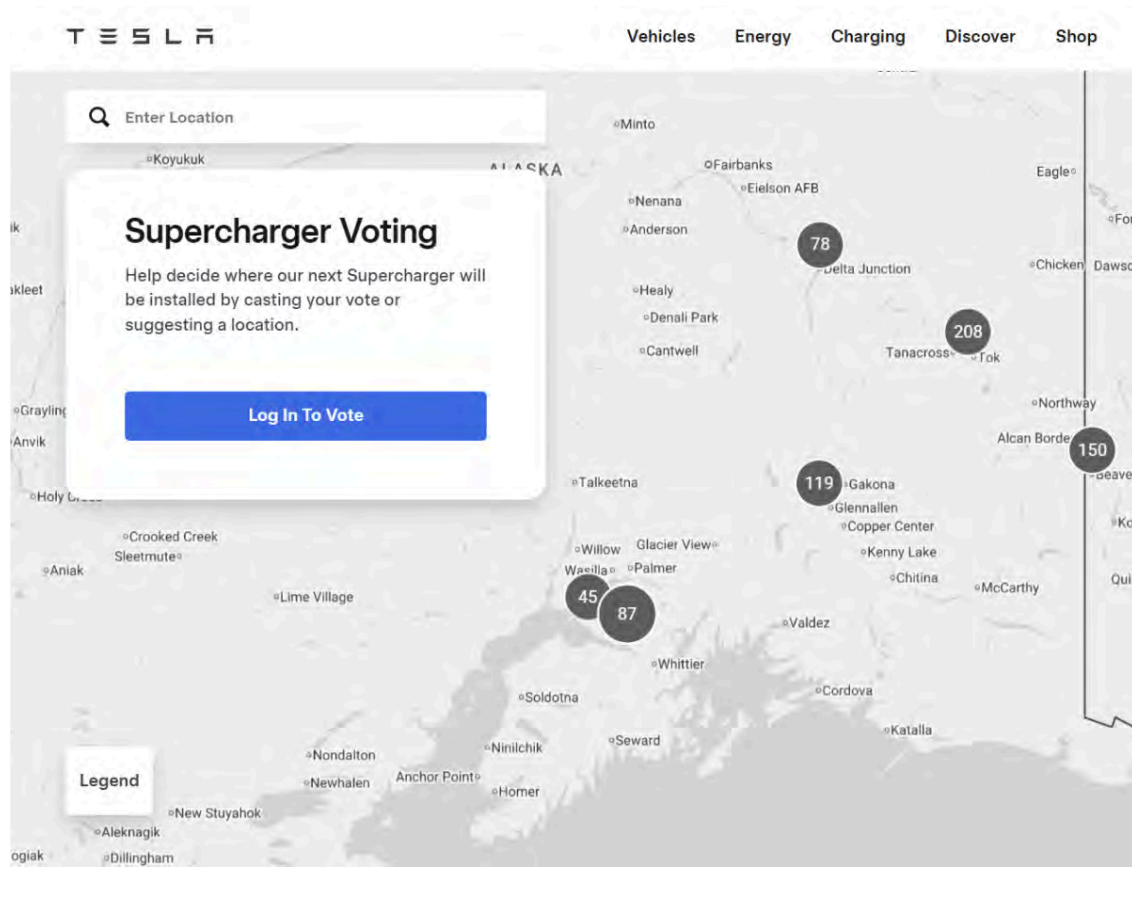 TESLA
Vehicles Energy Charging Discover Shop
Enter Location
Minto
Koyukuk
ALASKA
Fairbanks
Eagle
Eielson AFB
Nenana
Anderson
Supercharger Voting
Help decide where our next Supercharger will
be installed by casting your vote or
suggesting a location.
78
Delta Junction
Chicken
Healy
Denali Park
208
Cantwell
Tanacross
Tok
Log In To Vote
Grayling
Northway
Anvik
Alcan Borde
150
Talkeetna
119
Gakona
Holy
Glennallen
Copper Center
Crooked Creek
Sleetmute
Willow
Glacier View
Kenny Lake
Aniak
Wasilla
Palmer
Chitina
McCarthy
Lime Village
45
87
Valdez
Whittier
Cordova
Soldotna
Katalla
Seward
Ninilchik
Nondalton
Anchor Point
Legend
Newhalen
Homer
New Stuyahok
Aleknagik
Dillingham